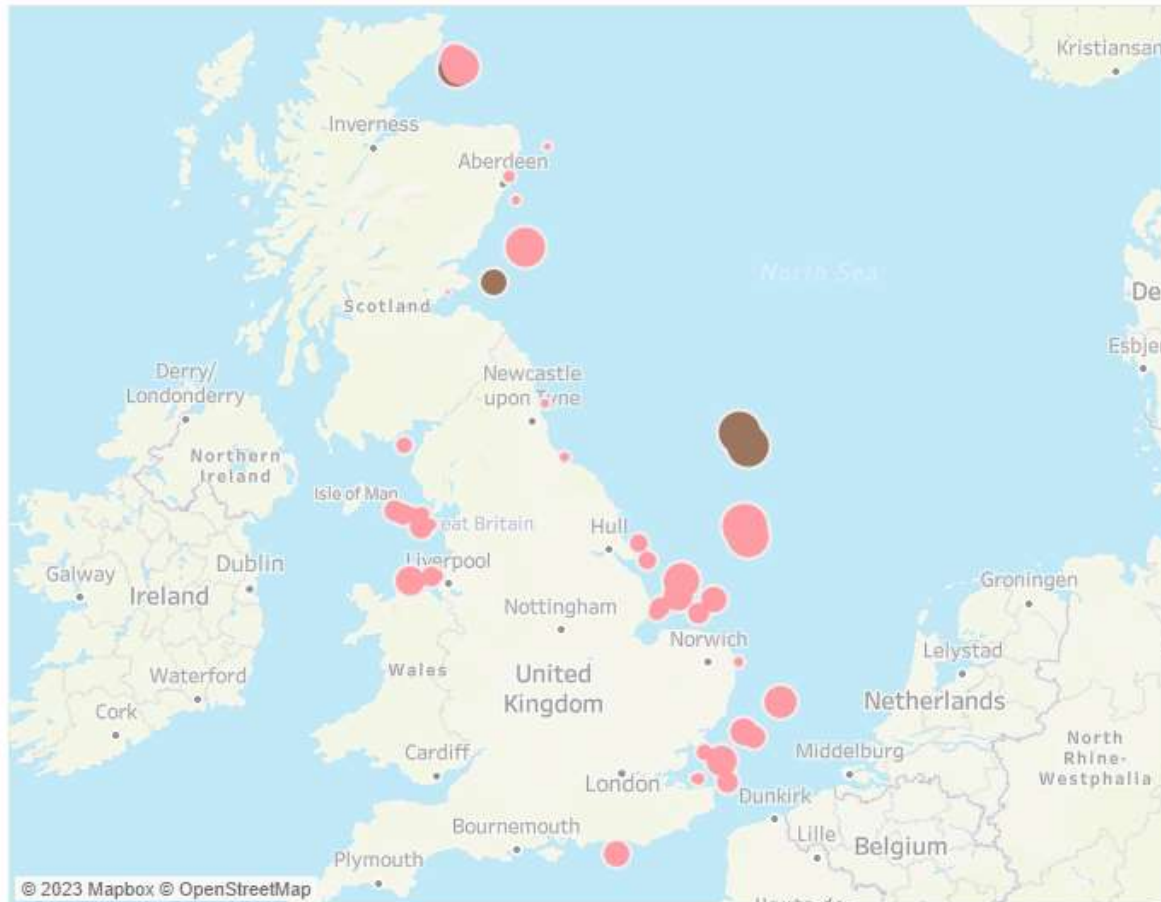 Kristiansan
Inverness
Aberdeen
North Sea
De
Scotland
Esbjer
Derry/
Londonderry
Newcastle
upon Tyne
Northern
Ireland
Isle of Man
eat Britain
Hull
Galway
Dublin
Liverpool
Ireland
Nottingham
Groningen
Norwich
Lelystad
Waterford
Wales
United
Kingdom
Netherlands
Cork
Cardiff
Middelburg
North
Rhine-
Westphalia
London
Dunkirk
Bournemouth
Lille
Belgium
Plymouth
© 2023 Mapbox © OpenStreetMap